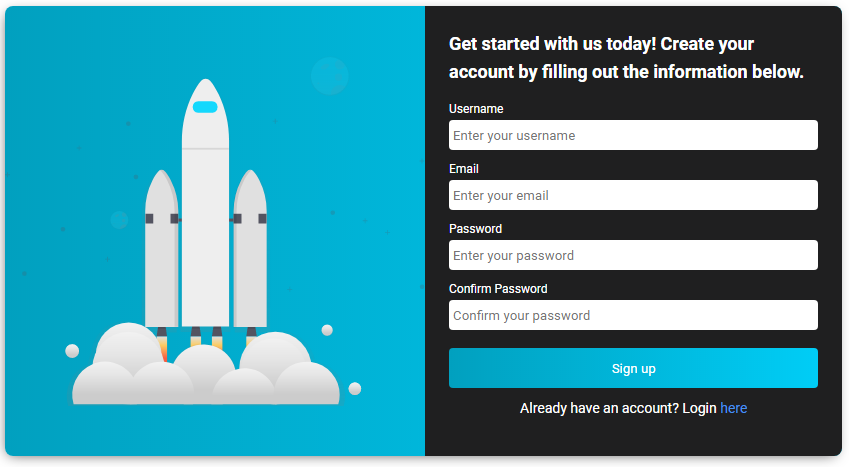 Get started with us today! Create your
account by filling out the information below.
Username
Enter your username
Email
Enter your email
Password
Enter your password
Confirm Password
Confirm your password
Sign up
Already have an account? Login here